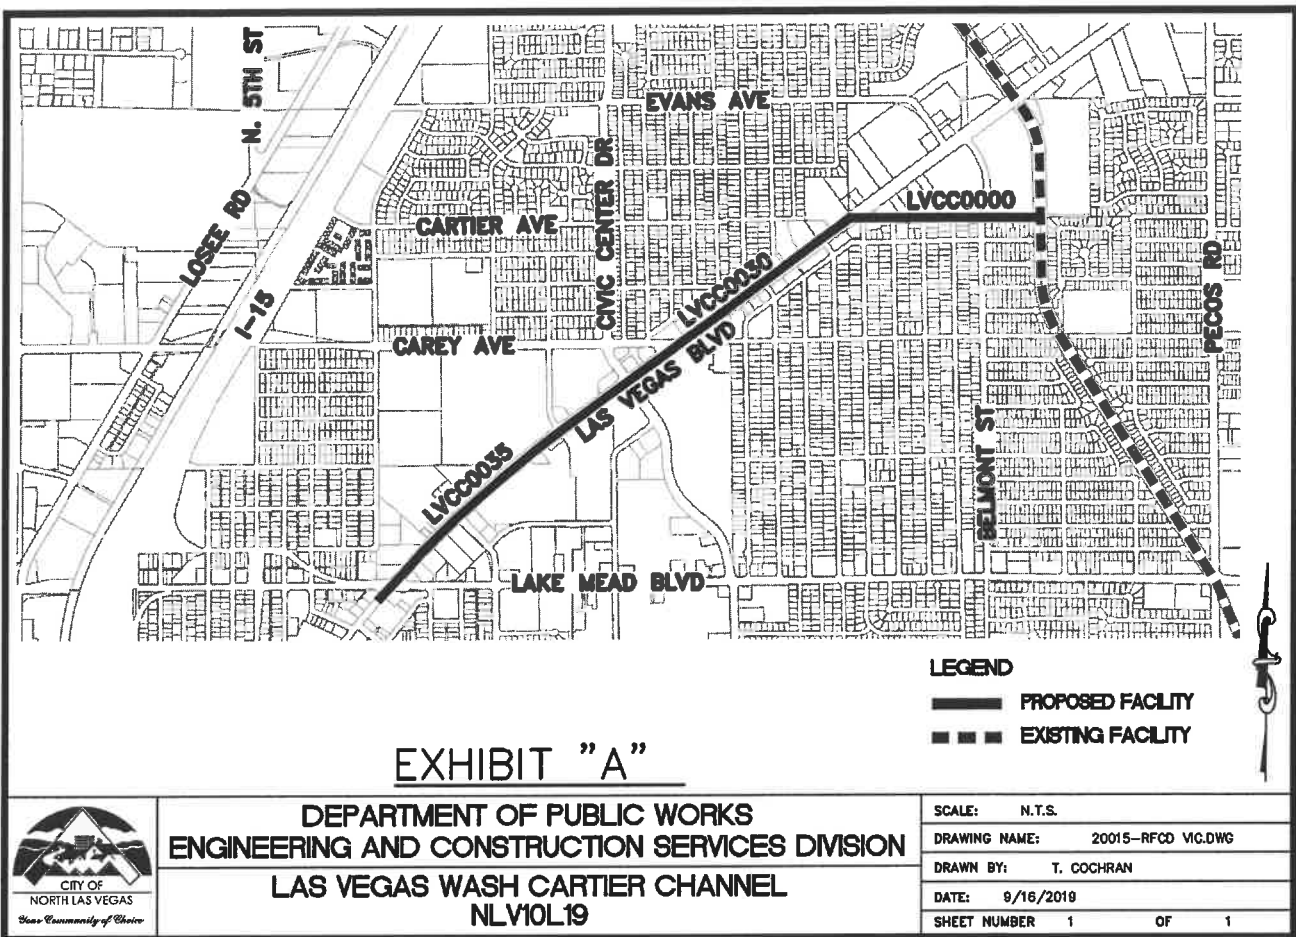 N. 5TH ST
EVANS AVE
LOSEE RD
I-15
CARTIER AVE
CIVIC CENTER DR
LVCC0000
LVCC0030
PECOS RD
CAREY AVE
LAS VEGAS BLVD
LVCC0035
BELMONT ST
LAKE MEAD BLVD
LEGEND
PROPOSED FACILITY
EXISTING FACILITY
EXHIBIT "A"
CITY OF
NORTH LAS VEGAS
Your Community of Choice
DEPARTMENT OF PUBLIC WORKS
ENGINEERING AND CONSTRUCTION SERVICES DIVISION
LAS VEGAS WASH CARTIER CHANNEL
NLV10L19
SCALE: N.T.S.
DRAWING NAME: 20015-RFCD VIC.DWG
DRAWN BY: T. COCHRAN
DATE: 9/16/2019
SHEET NUMBER 1 OF 1